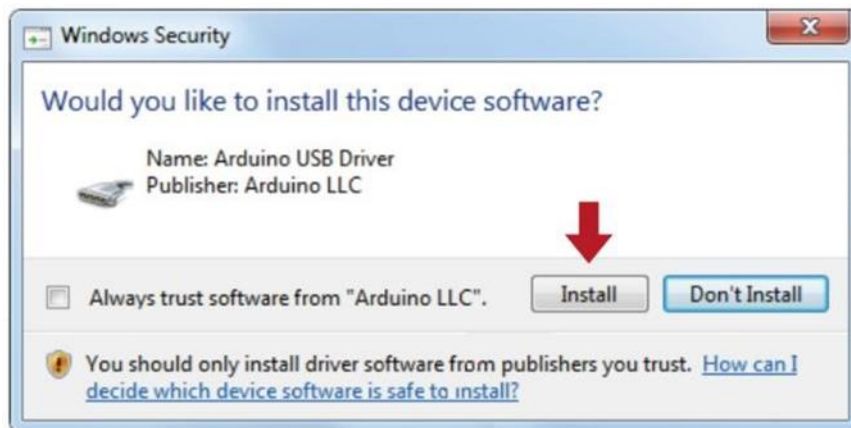 Windows Security
Would you like to install this device software?
Name: Arduino USB Driver
Publisher: Arduino LLC
Always trust software from "Arduino LLC".
Install
Don't Install
You should only install driver software from publishers you trust. How can I
decide which device software is safe to install?